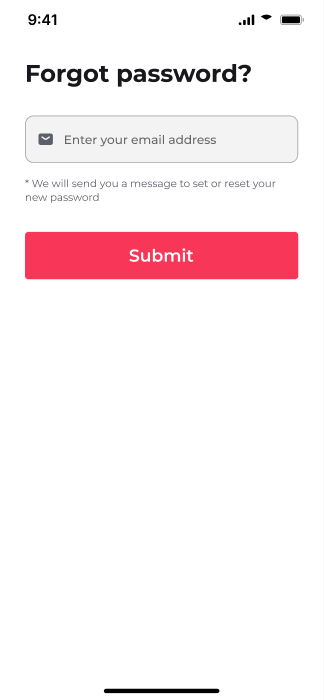 9:41
Forgot password?
Enter your email address
* We will send you a message to set or reset your
new password
Submit